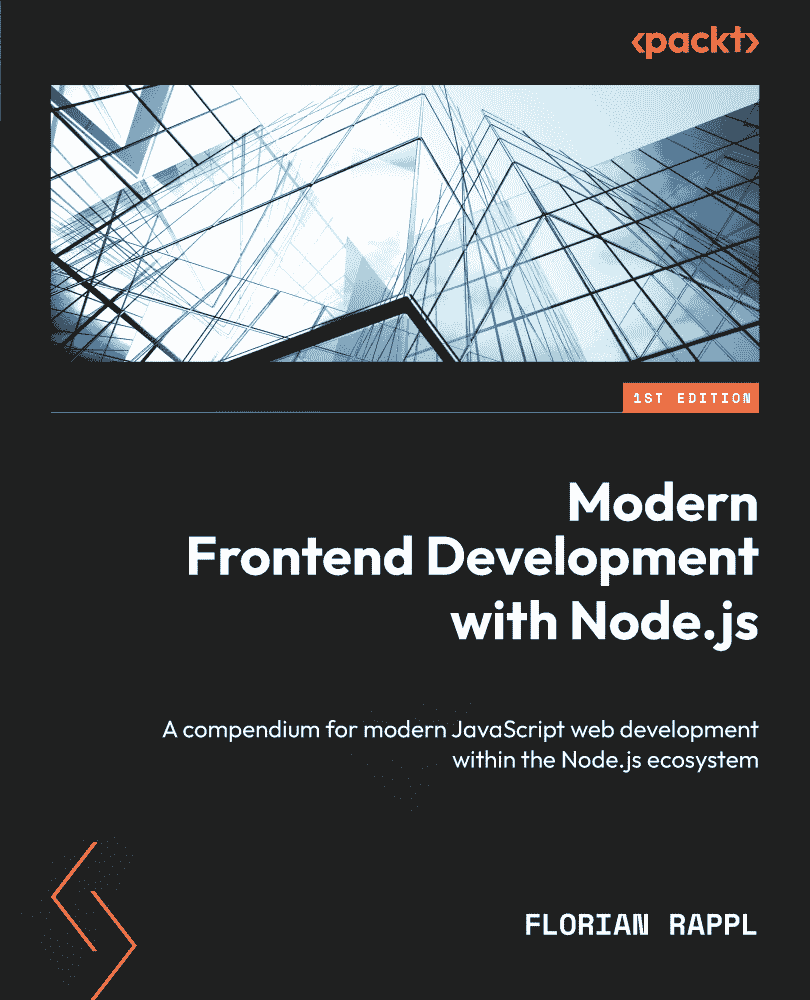 <packt>
1ST EDITION
Modern
Frontend Development
with Node.js
A compendium for modern JavaScript web development
within the Node.js ecosystem
FLORIAN RAPPL